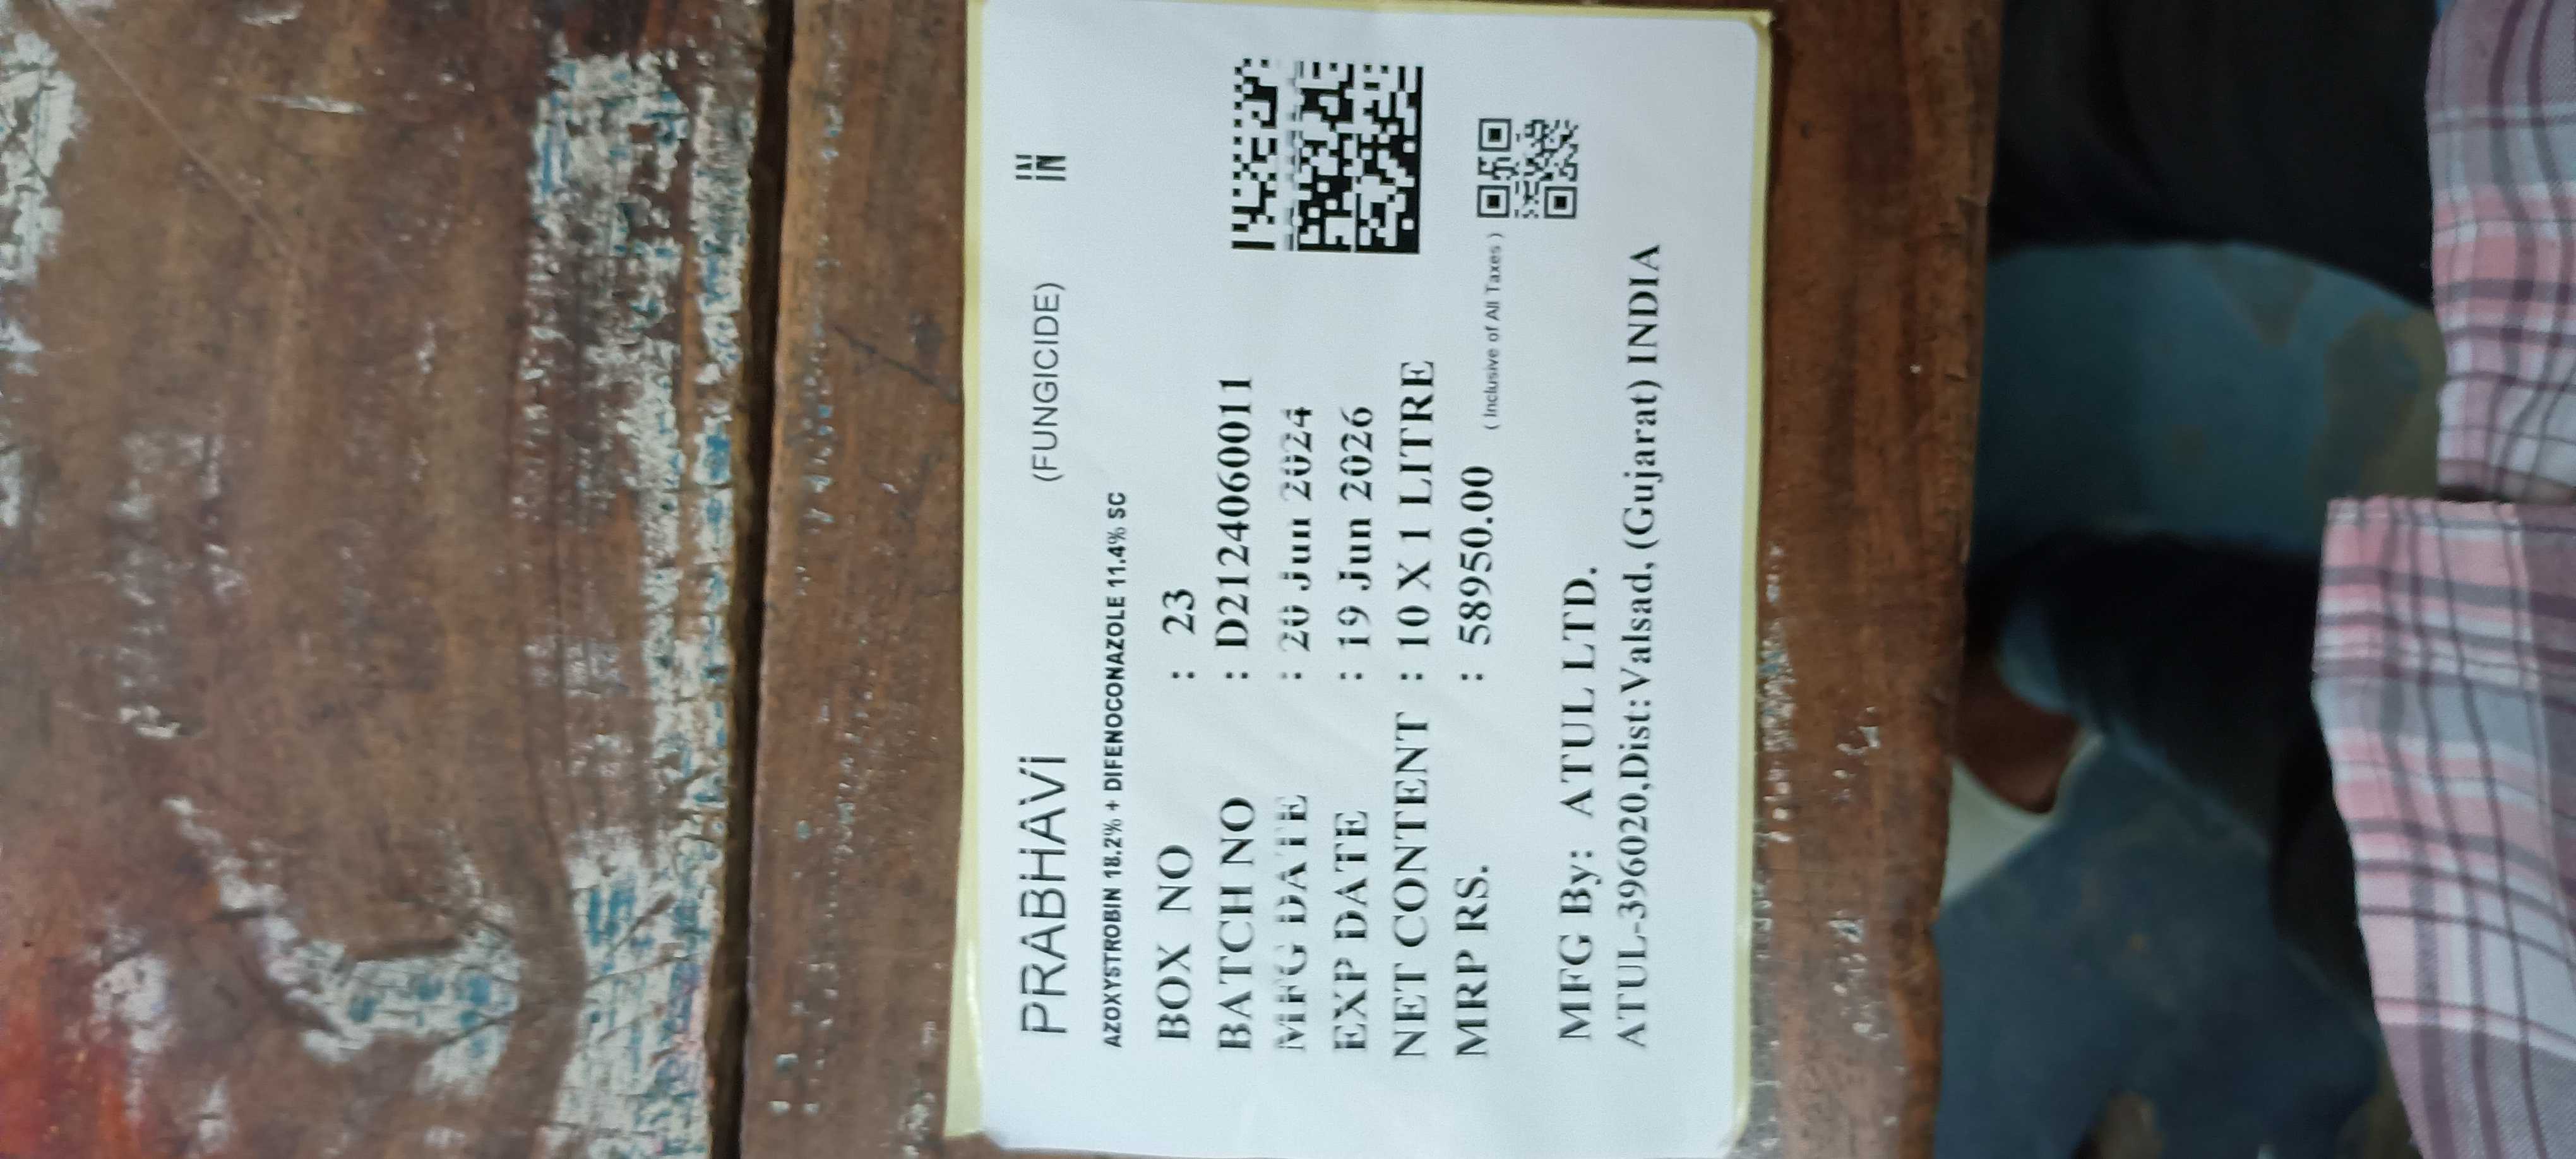 PRABHAVi (FUNGICIDE) IN
AZOXYSTROBIN 18.2% + DIFENOCONAZOLE 11.4% SC
BOX NO : 23
BATCH NO : D2124060011
MFG DATE : 20 Jun 2024
EXP DATE : 19 Jun 2026
NET CONTENT : 10 X 1 LITRE
MRP RS. : 58950.00 ( Inclusive of All Taxes )
MFG By: ATUL LTD.
ATUL-396020,Dist:Valsad, (Gujarat) INDIA